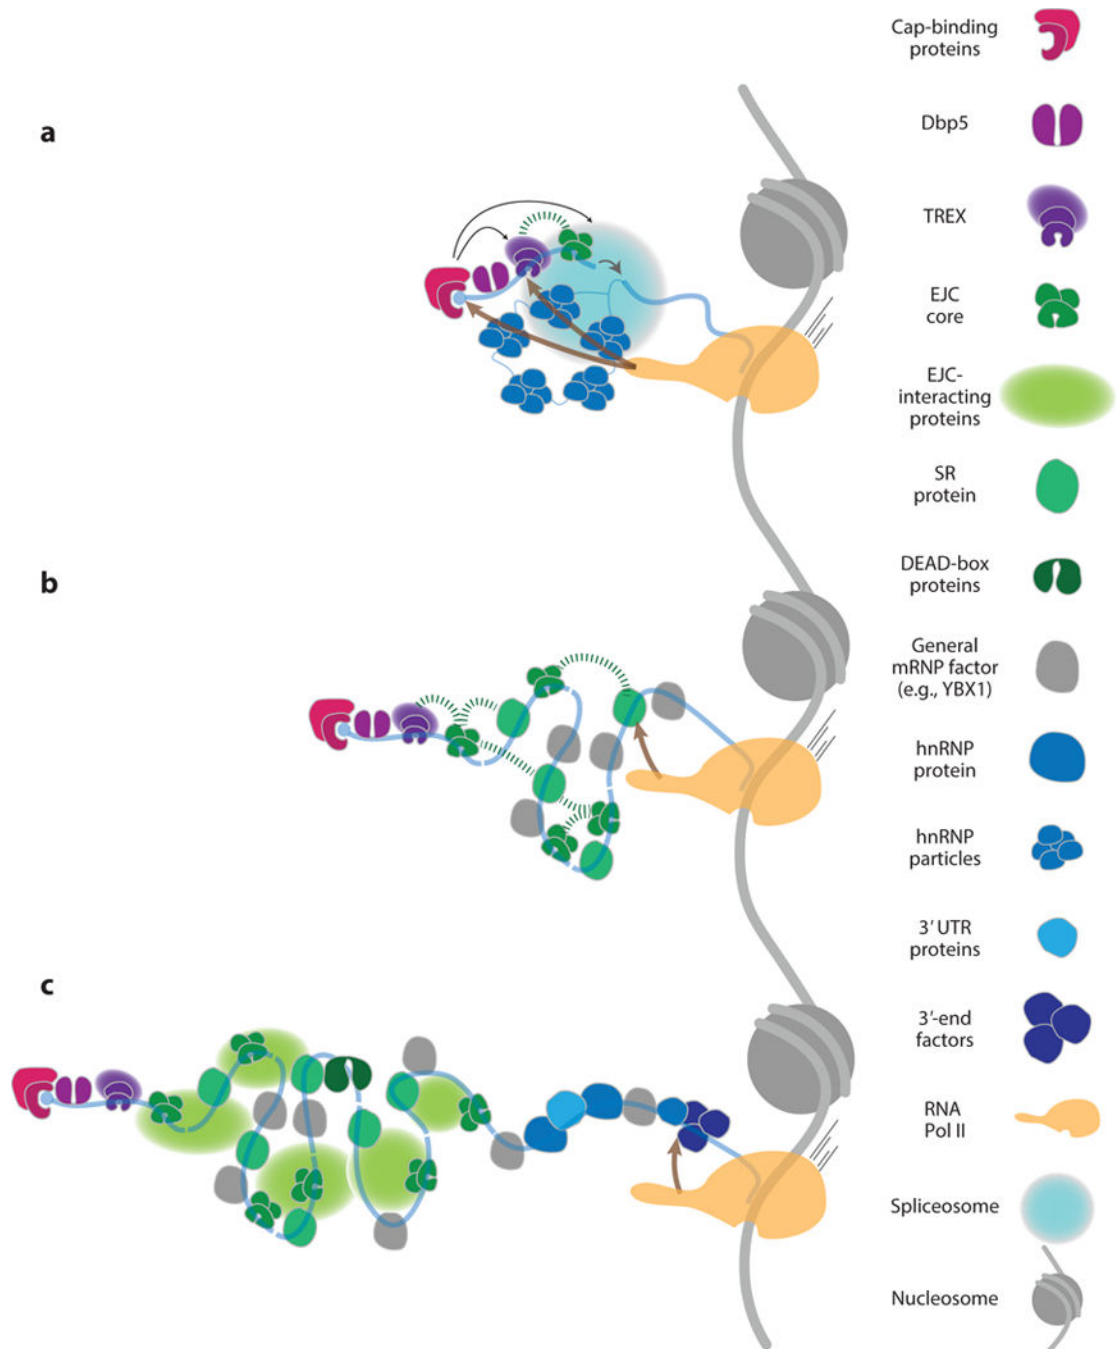 a
b
c
Cap-binding
proteins
Dbp5
TREX
EJC
core
EJC-
interacting
proteins
SR
protein
DEAD-box
proteins
General
mRNP factor
(e.g., YBX1)
hnRNP
protein
hnRNP
particles
3′ UTR
proteins
3′-end
factors
RNA
Pol II
Spliceosome
Nucleosome